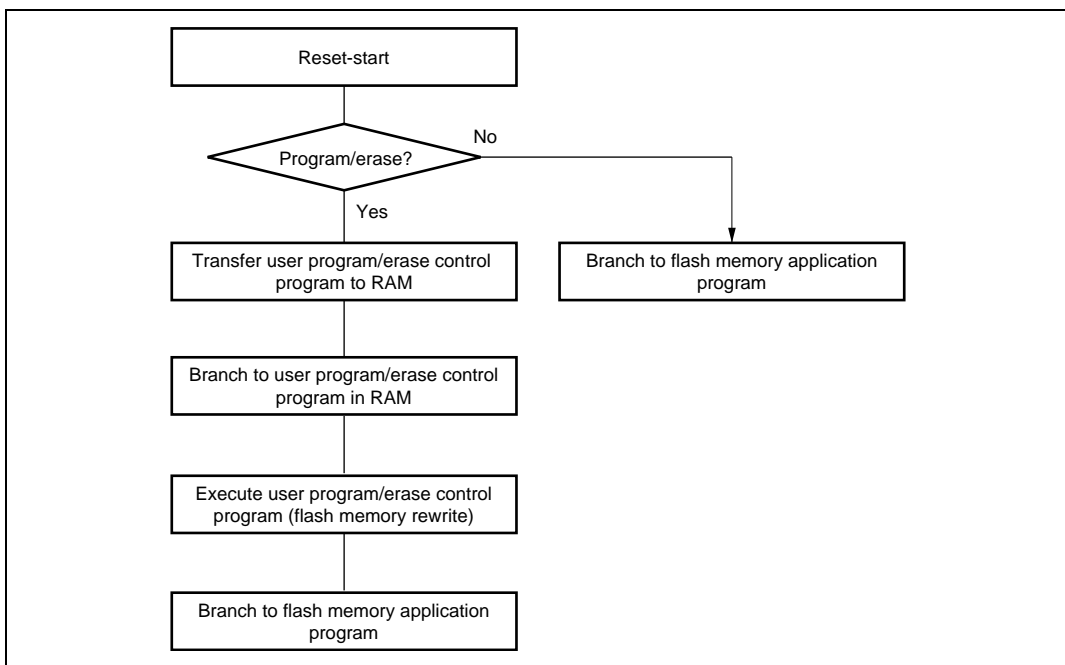 Reset-start
Program/erase?
No
Yes
Transfer user program/erase control
program to RAM
Branch to flash memory application
program
Branch to user program/erase control
program in RAM
Execute user program/erase control
program (flash memory rewrite)
Branch to flash memory application
program